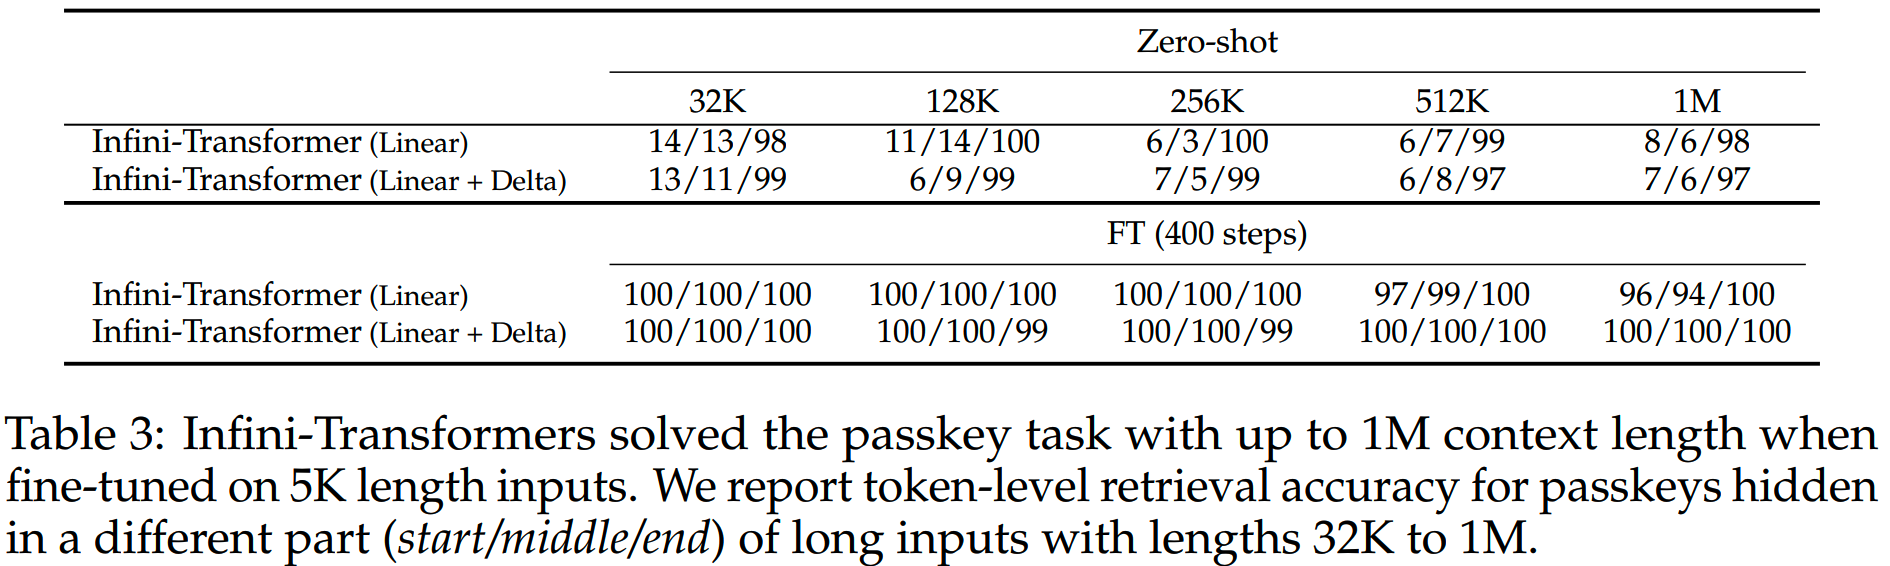 Zero-shot
32K 128K 256K 512K 1M
Infini-Transformer (Linear) 14/13/98 11/14/100 6/3/100 6/7/99 8/6/98
Infini-Transformer (Linear + Delta) 13/11/99 6/9/99 7/5/99 6/8/97 7/6/97
FT (400 steps)
Infini-Transformer (Linear) 100/100/100 100/100/100 100/100/100 97/99/100 96/94/100
Infini-Transformer (Linear + Delta) 100/100/100 100/100/99 100/100/99 100/100/100 100/100/100
Table 3: Infini-Transformers solved the passkey task with up to 1M context length when
fine-tuned on 5K length inputs. We report token-level retrieval accuracy for passkeys hidden
in a different part (start/middle/end) of long inputs with lengths 32K to 1M.